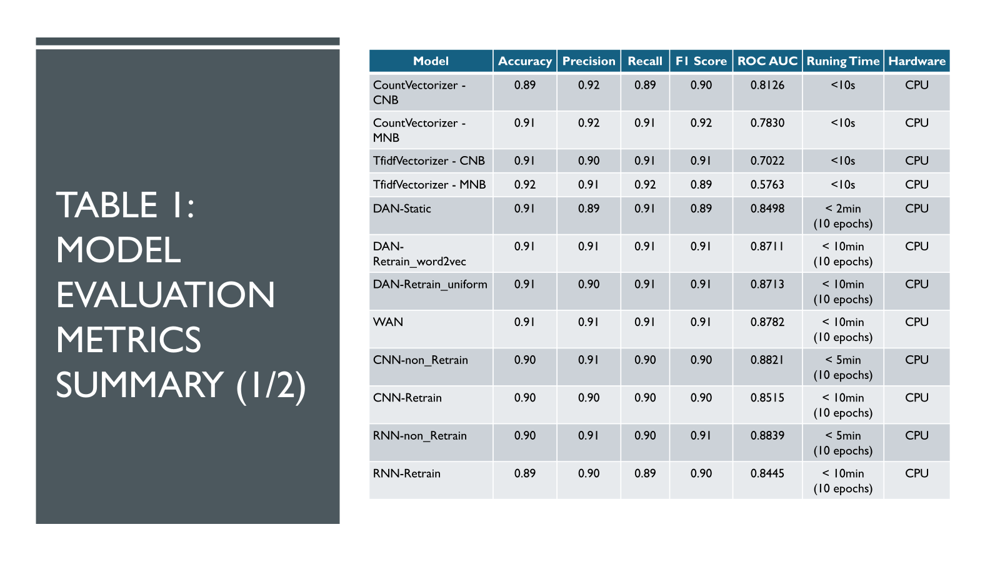 TABLE 1:
MODEL
EVALUATION
METRICS
SUMMARY (1/2)
Model Accuracy Precision Recall F1 Score ROC AUC Runing Time Hardware
CountVectorizer - 0.89 0.92 0.89 0.90 0.8126 <10s CPU
CNB
CountVectorizer - 0.91 0.92 0.91 0.92 0.7830 <10s CPU
MNB
TfidfVectorizer - CNB 0.91 0.90 0.91 0.91 0.7022 <10s CPU
TfidfVectorizer - MNB 0.92 0.91 0.92 0.89 0.5763 <10s CPU
DAN-Static 0.91 0.89 0.91 0.89 0.8498 < 2min CPU
(10 epochs)
DAN- 0.91 0.91 0.91 0.91 0.8711 < 10min CPU
Retrain_word2vec (10 epochs)
DAN-Retrain_uniform 0.91 0.90 0.91 0.91 0.8713 < 10min CPU
(10 epochs)
WAN 0.91 0.91 0.91 0.91 0.8782 < 10min CPU
(10 epochs)
CNN-non_Retrain 0.90 0.91 0.90 0.90 0.8821 < 5min CPU
(10 epochs)
CNN-Retrain 0.90 0.90 0.90 0.90 0.8515 < 10min CPU
(10 epochs)
RNN-non_Retrain 0.90 0.91 0.90 0.91 0.8839 < 5min CPU
(10 epochs)
RNN-Retrain 0.89 0.90 0.89 0.90 0.8445 < 10min CPU
(10 epochs)